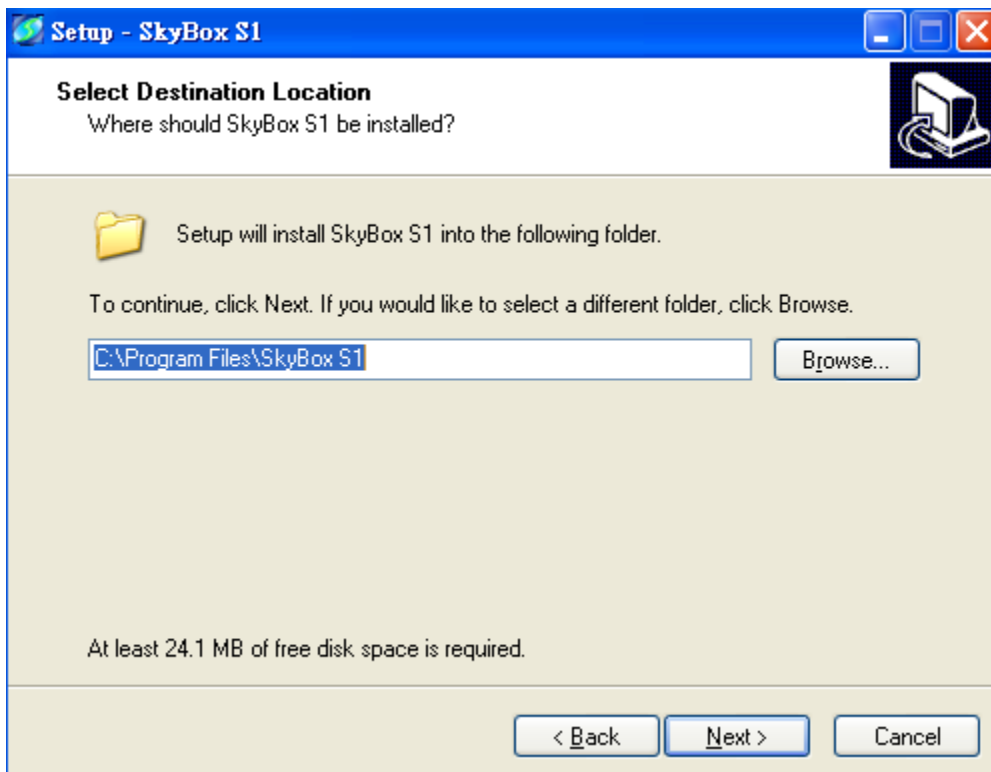 Setup - SkyBox S1
Select Destination Location
Where should SkyBox S1 be installed?
Setup will install SkyBox S1 into the following folder.
To continue, click Next. If you would like to select a different folder, click Browse.
C:\Program Files\SkyBox S1
Browse...
At least 24.1 MB of free disk space is required.
< Back
Next >
Cancel